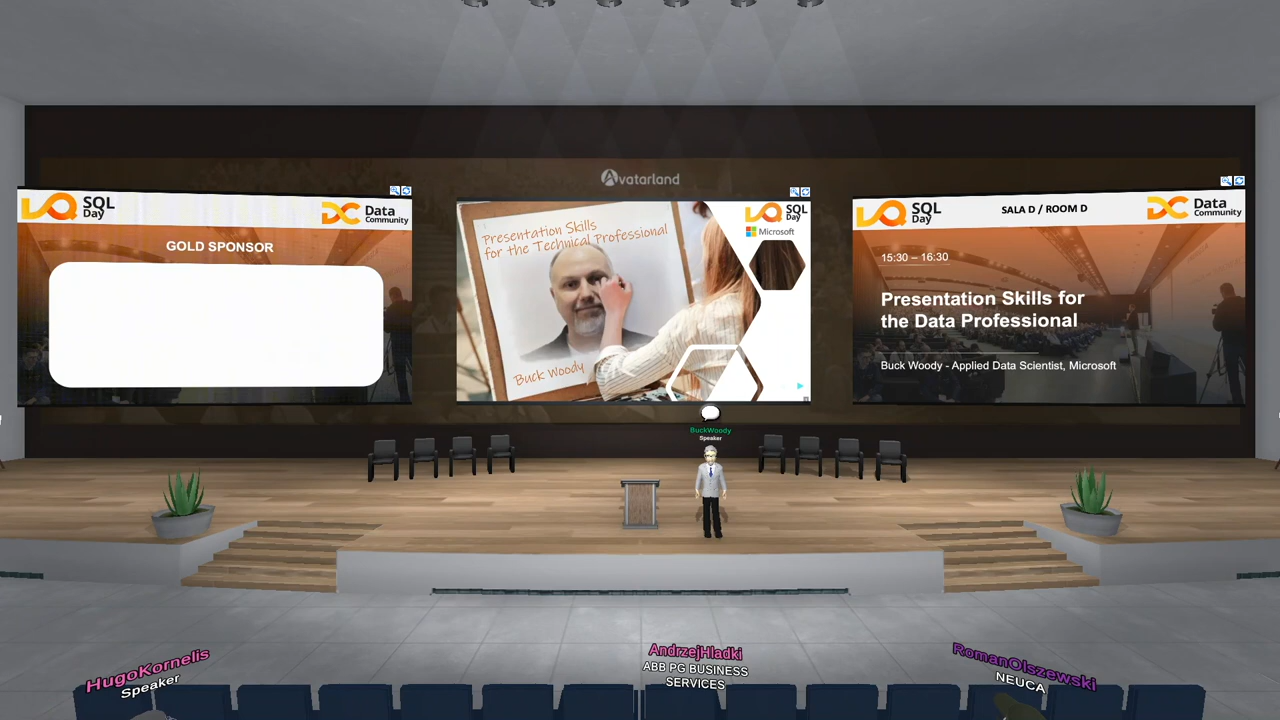 Avatarland
SQL
Day
Data
Community
GOLD SPONSOR
Presentation Skills
for the Technical Professional
Buck Woody
SQL
Day
Microsoft
SQL
Day
SALA D / ROOM D
Data
Community
15:30 – 16:30
Presentation Skills for
the Data Professional
Buck Woody - Applied Data Scientist, Microsoft
BuckWoody
Speaker
HugoKornelis
Speaker
AndrzejHladki
ABB PG BUSINESS
SERVICES
RomanOlszewski
NEUCA